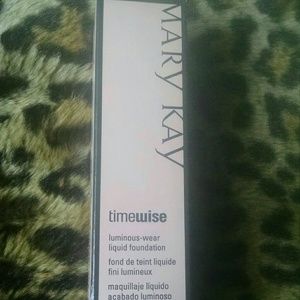 MARY KAY
timewise
luminous-wear
liquid foundation
fond de teint liquide
fini lumineux
maquillaje líquido
acabado luminoso